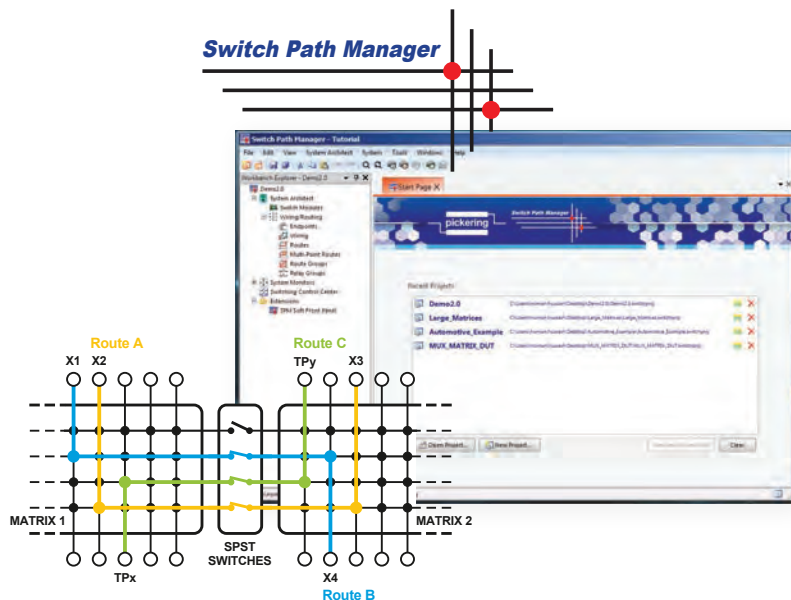 Switch Path Manager
Switch Path Manager - Tutorial
File Edit View System Architect System Tools Windows Help
Workbench Explorer - Demo2.0
Demo2.0
System Architect
Switch Modules
Wiring/Routing
Endpoints
Wiring
Routes
Multi-Point Routes
Route Groups
Relay Groups
System Monitors
Switching Control Center
Extensions
SPM Soft Front Panel
Start Page X
pickering
Switch Path Manager
Recent Projects
Demo2.0
Large_Matrices
Automotive_Example
MUX_MATRIX_DUT
Open Project...
New Project...
Close
Route A
Route C
X1 X2 TPy X3
MATRIX 1
MATRIX 2
SPST
SWITCHES
TPx
X4
Route B